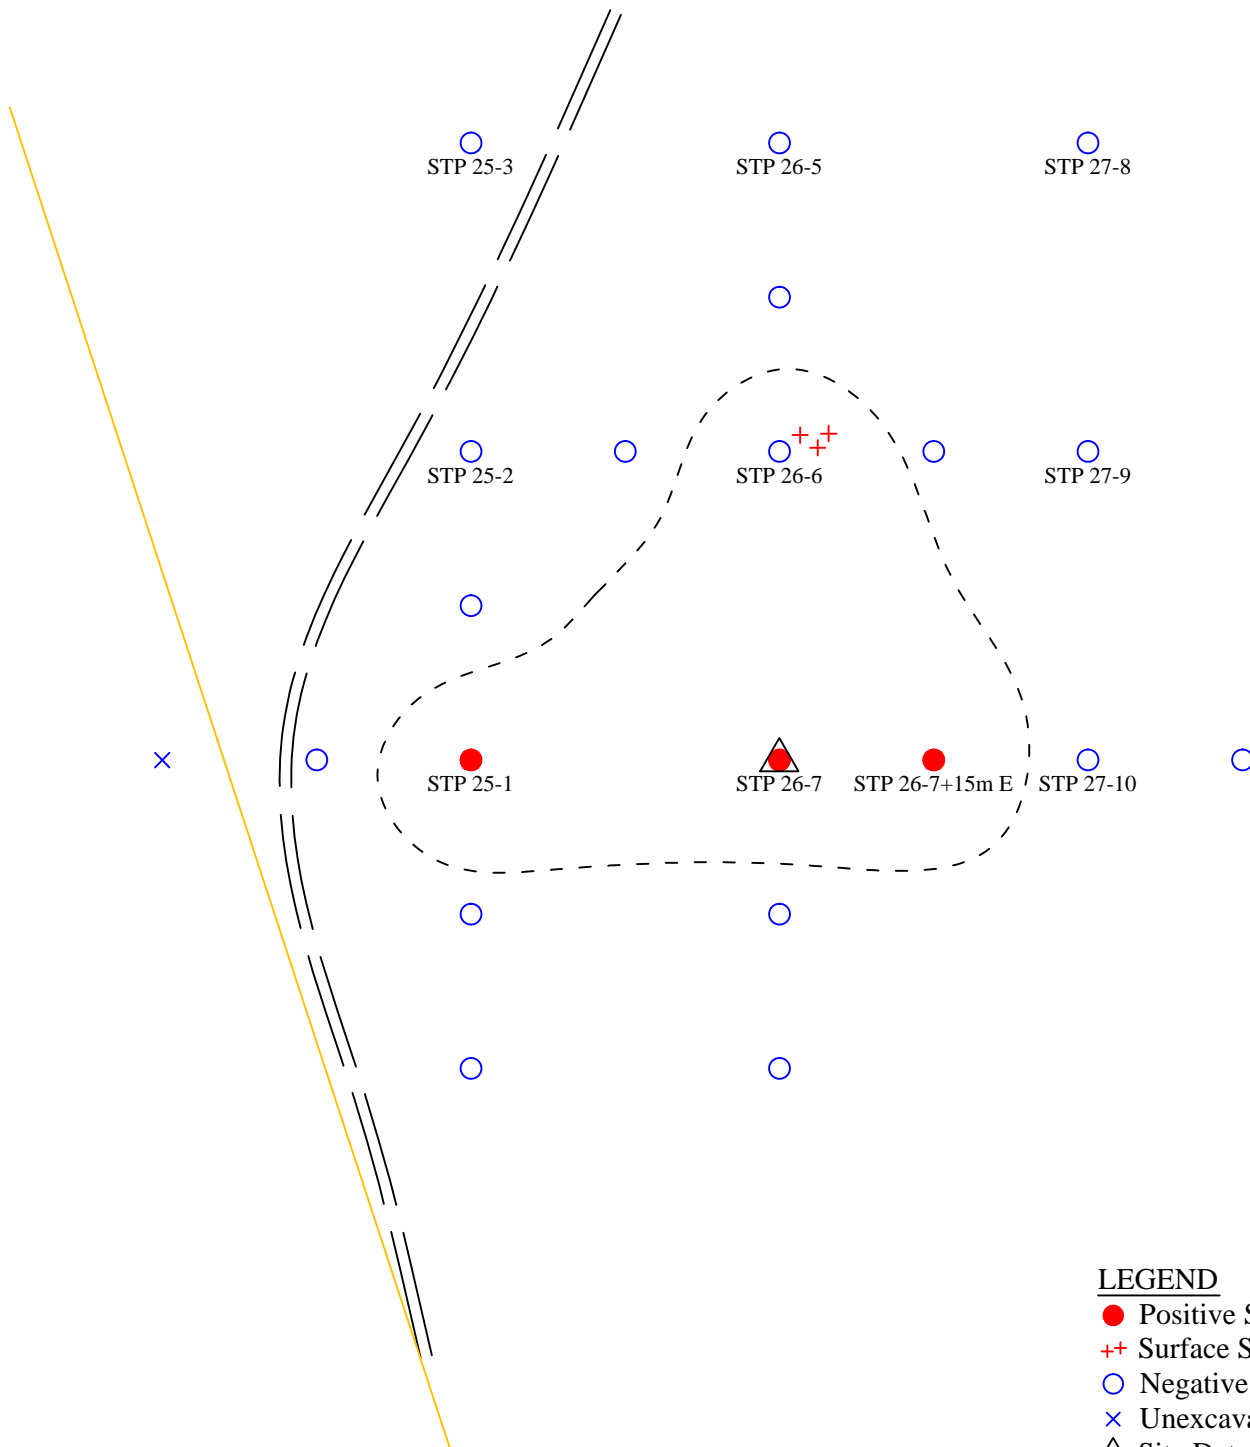 STP 25-3 STP 26-5 STP 27-8
STP 25-2 STP 26-6 STP 27-9
STP 25-1 STP 26-7 STP 26-7+15m E STP 27-10
LEGEND
Positive
Surface
Negative